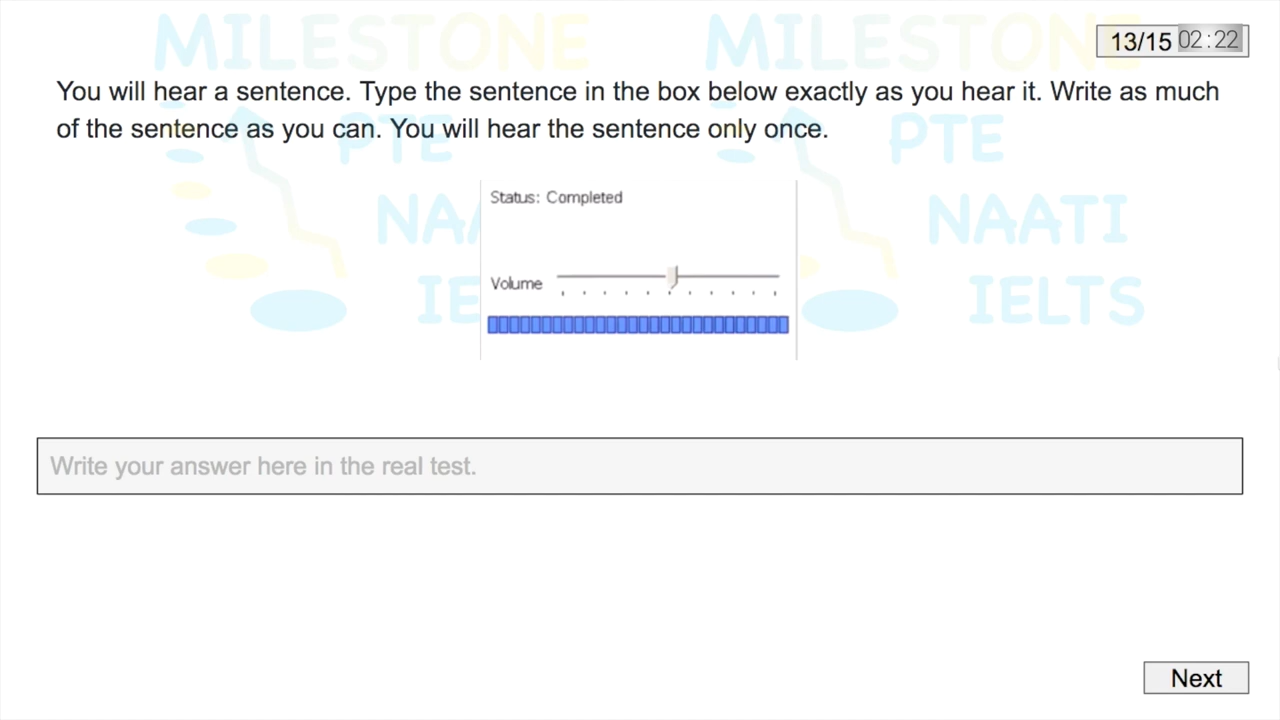 MILESTONE MILESTONE
13/15 02:22
You will hear a sentence. Type the sentence in the box below exactly as you hear it. Write as much
of the sentence as you can. You will hear the sentence only once.
PTE PTE
Status: Completed
NAA NAATI
Volume
IE IELTS
Write your answer here in the real test.
Next